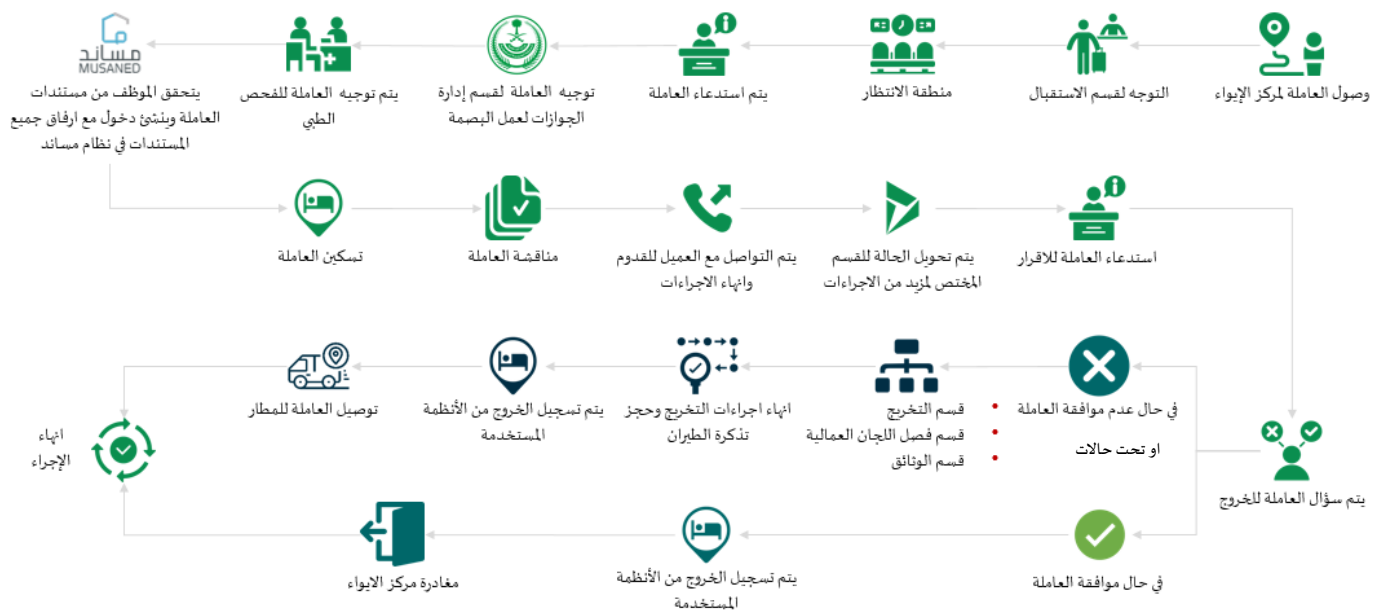 وصول العاملة لمركز الإيواء
التوجه لقسم الاستقبال
منطقة الانتظار
يتم استدعاء العاملة
توجيه العاملة لقسم إدارة
الجوازات لعمل البصمة
يتم توجيه العاملة للفحص
الطبي
مساند
MUSANED
يتحقق الموظف من مستندات
العاملة وينشئ دخول مع ارفاق جميع
المستندات في نظام مساند
تسكين العاملة
مناقشة العاملة
يتم التواصل مع العميل للقدوم
وانهاء الاجراءات
يتم تحويل الحالة للقسم
المختص لمزيد من الاجراءات
استدعاء العاملة للاقرار
يتم سؤال العاملة للخروج
في حال عدم موافقة العاملة
او تحت حالات
قسم التخريج
قسم فصل اللجان العمالية
قسم الوثائق
انهاء اجراءات التخريج وحجز
تذكرة الطيران
يتم تسجيل الخروج من الأنظمة
المستخدمة
توصيل العاملة للمطار
انهاء
الإجراء
في حال موافقة العاملة
يتم تسجيل الخروج من الأنظمة
المستخدمة
مغادرة مركز الايواء